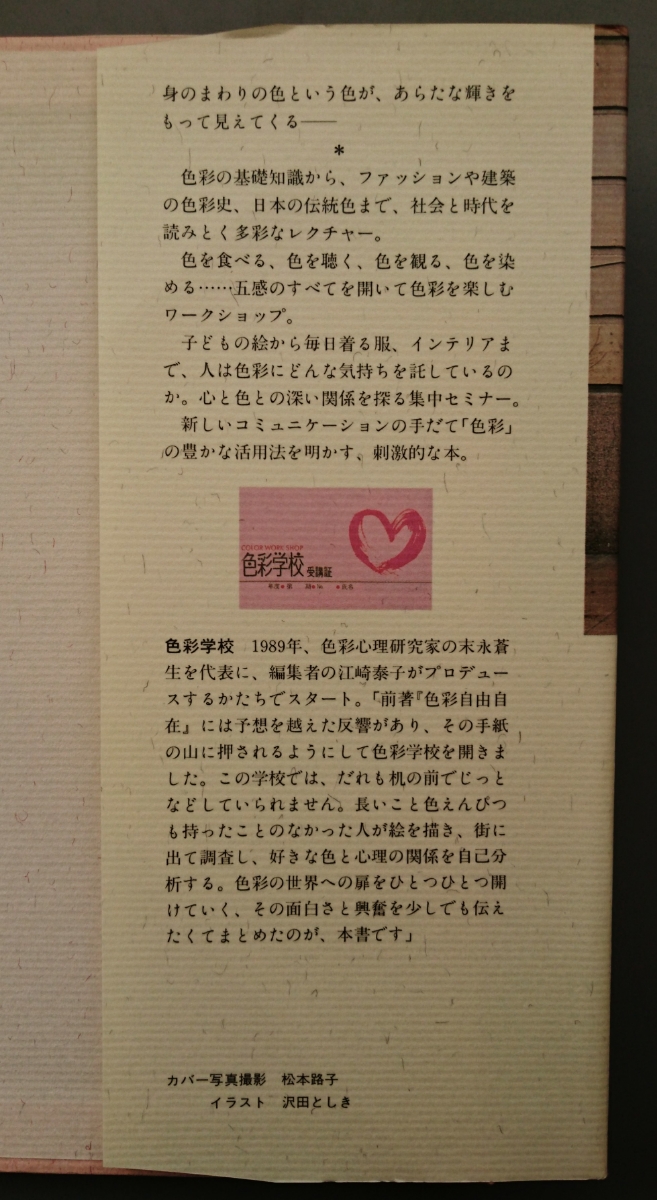 身のまわりの色という色が、あらたな輝きを
もって見えてくる——
*
色彩の基礎知識から、ファッションや建築
の色彩史、日本の伝統色まで、社会と時代を
読みとく多彩なレクチャー。
色を食べる、色を聴く、色を観る、色を染
める……五感のすべてを開いて色彩を楽しむ
ワークショップ。
子どもの絵から毎日着る服、インテリアま
で、人は色彩にどんな気持ちを託しているの
か。心と色との深い関係を探る集中セミナー。
新しいコミュニケーションの手だて「色彩」
の豊かな活用法を明かす、刺激的な本。
COLOR WORK SHOP
色彩学校 受講証
色彩学校 1989年、色彩心理研究家の末永蒼
生を代表に、編集者の江崎泰子がプロデュー
スするかたちでスタート。「前著『色彩自由自
在』には予想を越えた反響があり、その手紙
の山に押されるようにして色彩学校を開きま
した。この学校では、だれも机の前でじっと
などしていられません。長いこと色えんぴつ
も持ったことのなかった人が絵を描き、街に
出て調査し、好きな色と心理の関係を自己分
析する。色彩の世界への扉をひとつひとつ開
けていく、その面白さと興奮を少しでも伝え
たくてまとめたのが、本書です」
カバー写真撮影 松本路子
イラスト 沢田としき